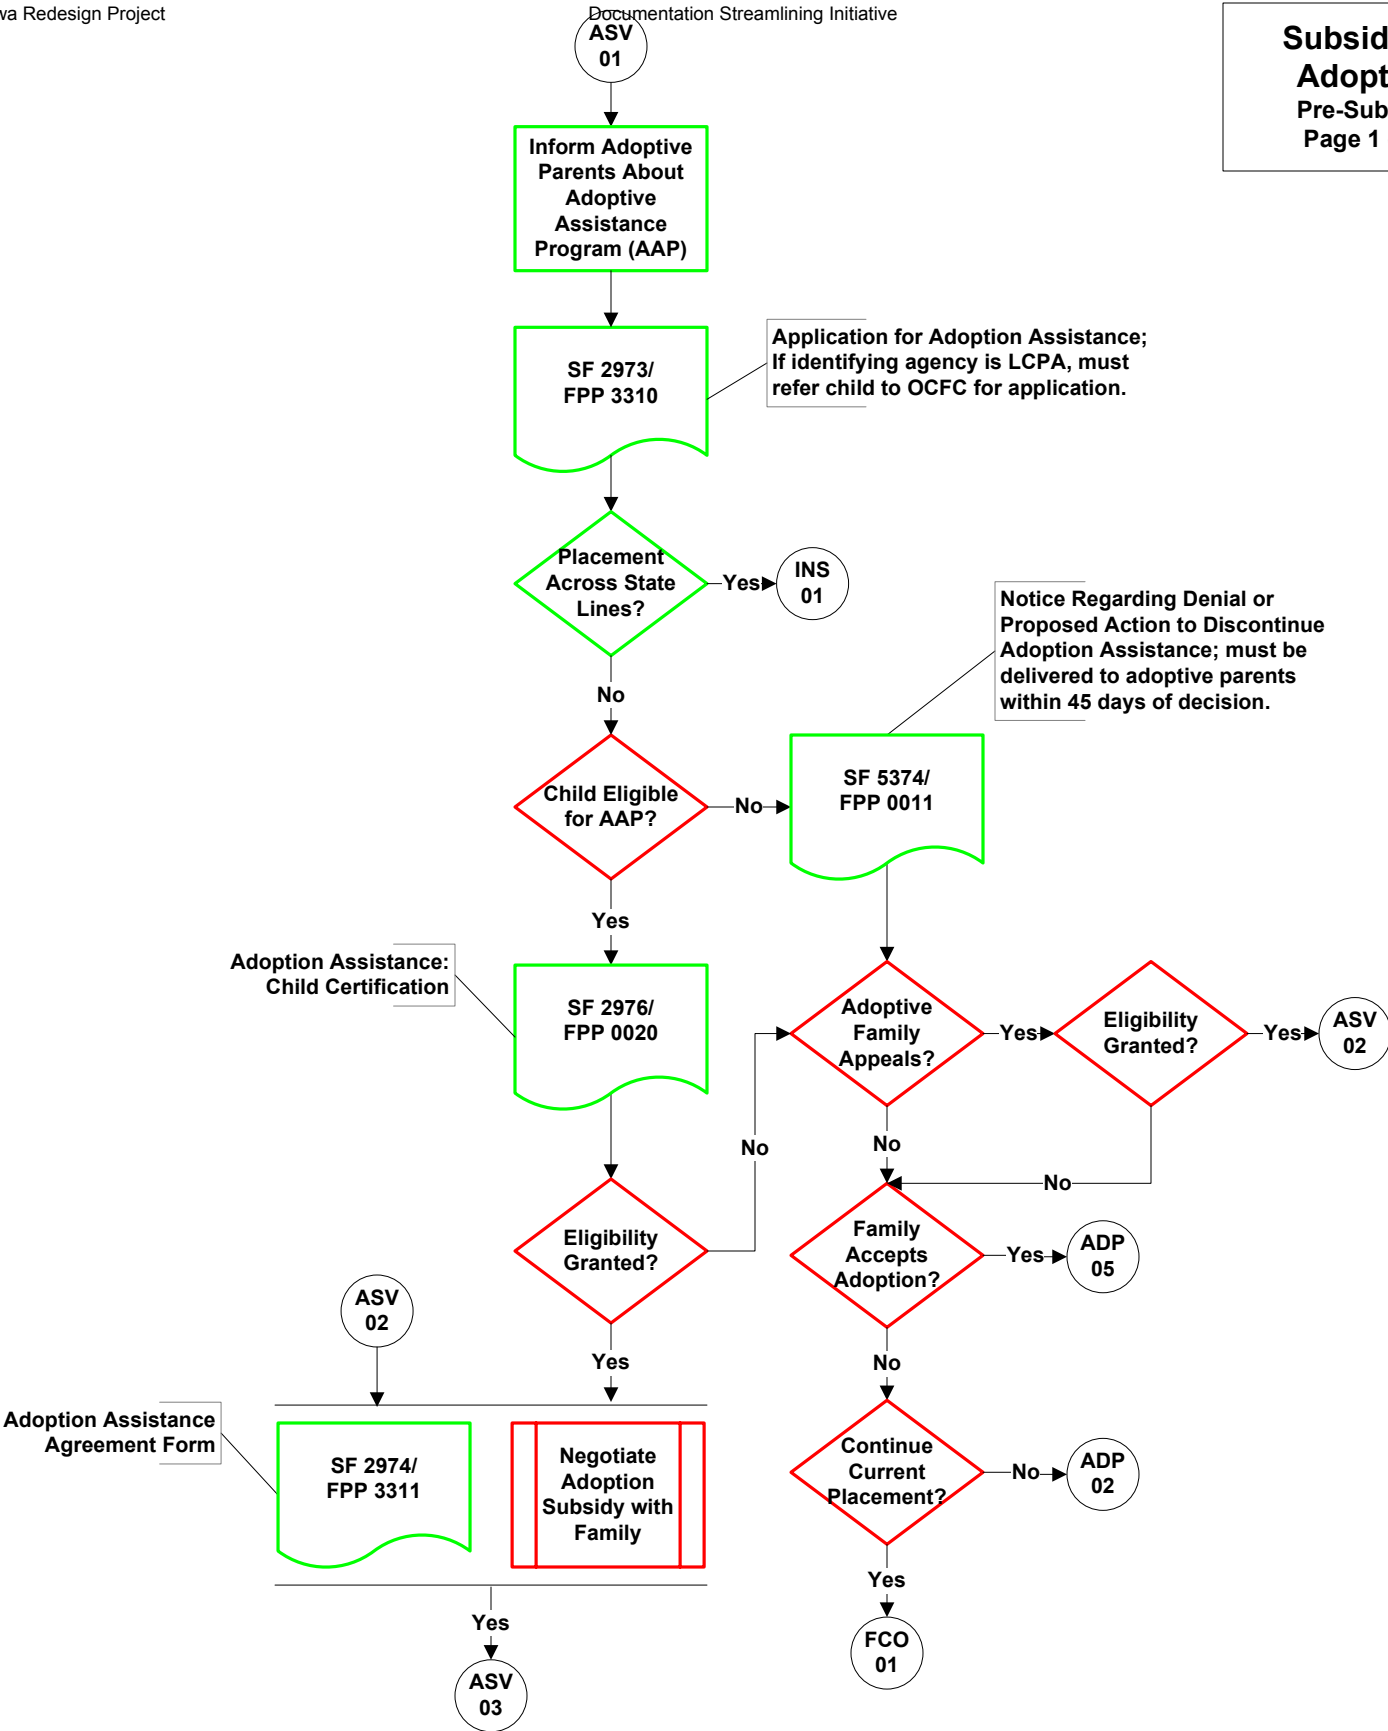 wa Redesign Project
Documentation Streamlining Initiative
Subsid
Adopt
Pre-Sub
Page 1
ASV
01
Inform Adoptive
Parents About
Adoptive
Assistance
Program (AAP)
SF 2973/
FPP 3310
Application for Adoption Assistance;
If identifying agency is LCPA, must
refer child to OCFC for application.
Placement
Across State
Lines?
Yes
INS
01
No
Notice Regarding Denial or
Proposed Action to Discontinue
Adoption Assistance; must be
delivered to adoptive parents
within 45 days of decision.
Child Eligible
for AAP?
No
SF 5374/
FPP 0011
Yes
Adoption Assistance:
Child Certification
SF 2976/
FPP 0020
Adoptive
Family
Appeals?
Yes
Eligibility
Granted?
Yes
ASV
02
No
No
No
Eligibility
Granted?
Family
Accepts
Adoption?
Yes
ADP
05
ASV
02
Yes
No
Adoption Assistance
Agreement Form
SF 2974/
FPP 3311
Negotiate
Adoption
Subsidy with
Family
Continue
Current
Placement?
No
ADP
02
Yes
Yes
ASV
03
FCO
01